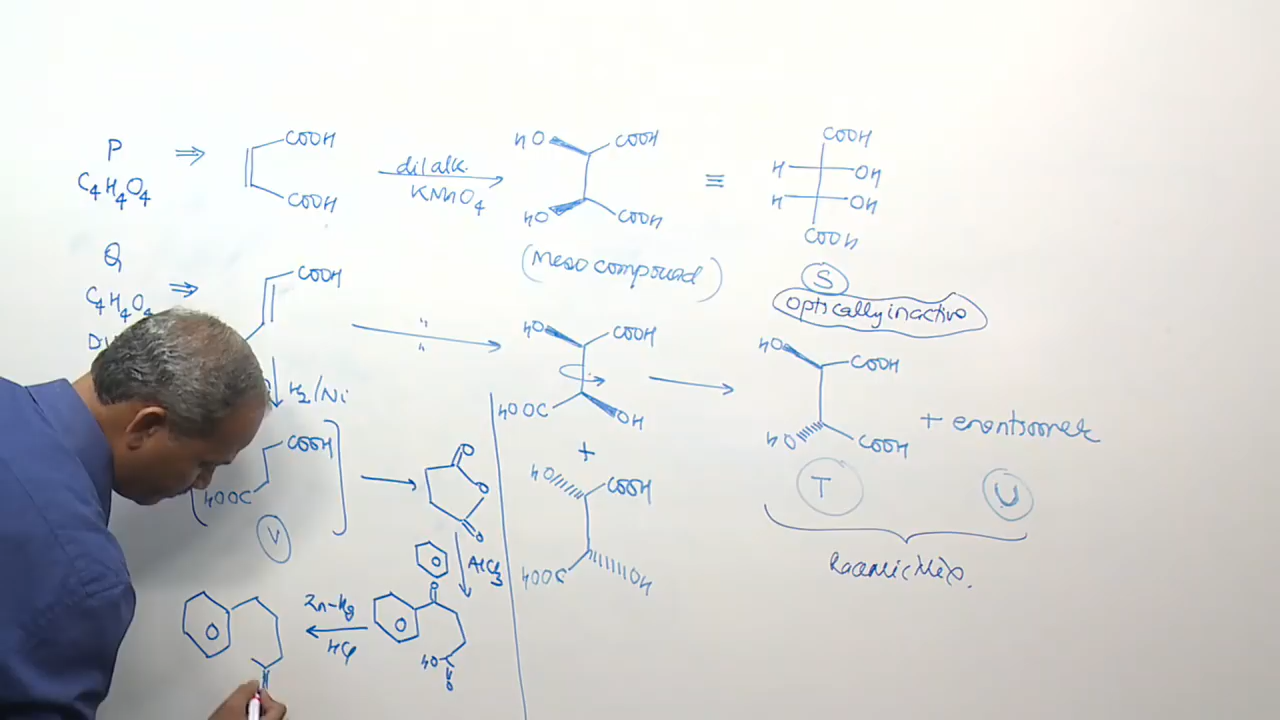 P
C4H4O4
⇒
COOH
COOH
dil alk.
KMnO4
HO
COOH
HO
COOH
(Meso compound)
≡
COOH
H
OH
H
OH
COOH
S
Optically inactive
Q
C4H4O4
⇒
COOH
"
"
HO
COOH
HOOC
OH
+
HO
COOH
HOOC
OH
HO
COOH
HO
COOH
+ enantiomer
T
U
Racemic Mix.
H2/Ni
COOH
HOOC
V
O
O
O
AlCl3
O
HO
O
Zn-Hg
HCl